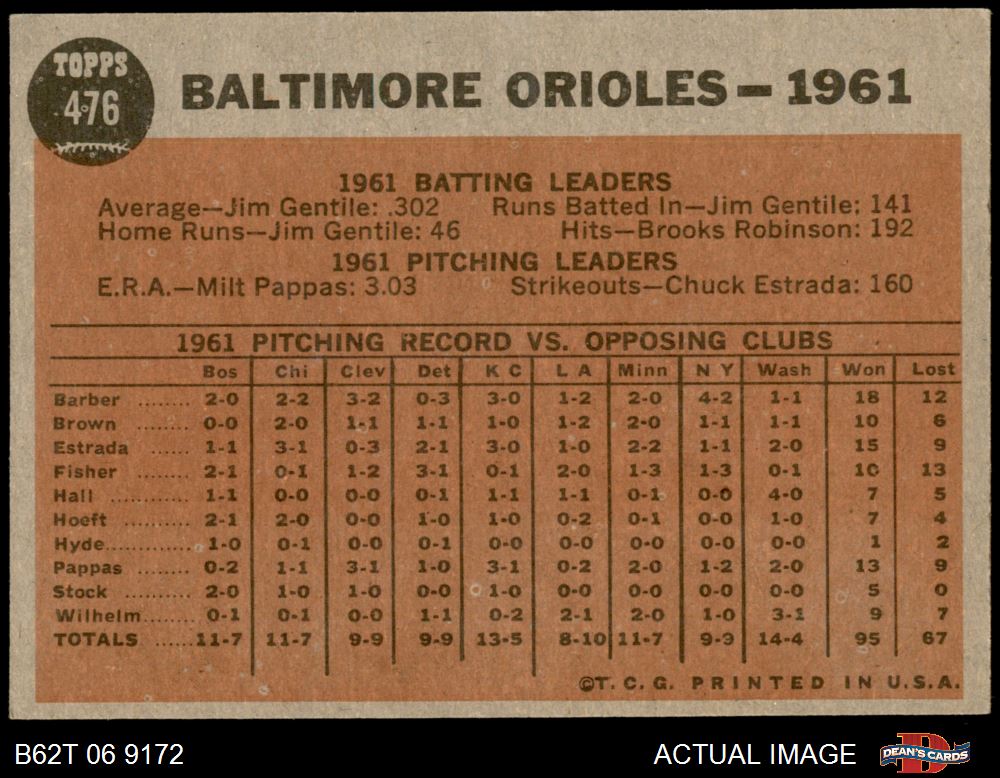 TOPPS
476
BALTIMORE ORIOLES—1961
1961 BATTING LEADERS
Average—Jim Gentile: .302 Runs Batted In—Jim Gentile: 141
Home Runs—Jim Gentile: 46 Hits—Brooks Robinson: 192
1961 PITCHING LEADERS
E.R.A.—Milt Pappas: 3.03 Strikeouts—Chuck Estrada: 160
1961 PITCHING RECORD VS. OPPOSING CLUBS
Bos Chi Clev Det K C L A Minn N Y Wash Won Lost
Barber ........ 2-0 2-2 3-2 0-3 3-0 1-2 2-0 4-2 1-1 18 12
Brown ........ 0-0 2-0 1-1 1-1 1-0 1-2 2-0 1-1 1-1 10 6
Estrada ....... 1-1 3-1 0-3 2-1 3-0 1-0 2-2 1-1 2-0 15 9
Fisher ........ 2-1 0-1 1-2 3-1 0-1 2-0 1-3 1-3 0-1 10 13
Hall .......... 1-1 0-0 0-0 0-1 1-1 1-1 0-1 0-0 4-0 7 5
Hoeft ......... 2-1 2-0 0-0 1-0 1-0 0-2 0-1 0-0 1-0 7 4
Hyde............ 1-0 0-1 0-0 0-1 0-0 0-0 0-0 0-0 0-0 1 2
Pappas ........ 0-2 1-1 3-1 1-0 3-1 0-2 2-0 1-2 2-0 13 9
Stock ......... 2-0 1-0 1-0 0-0 1-0 0-0 0-0 0-0 0-0 5 0
Wilhelm....... 0-1 0-1 0-0 1-1 0-2 2-1 2-0 1-0 3-1 9 7
TOTALS ...... 11-7 11-7 9-9 9-9 13-5 8-10 11-7 9-9 14-4 95 67
©T. C. G. PRINTED IN U.S.A.
B62T 06 9172 ACTUAL IMAGE
DEAN'S CARDS